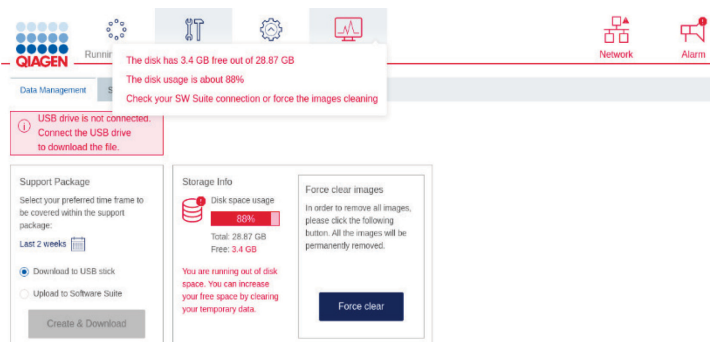 QIAGEN
Runnin
Network
Alarm
The disk has 3.4 GB free out of 28.87 GB
The disk usage is about 88%
Check your SW Suite connection or force the images cleaning
Data Management
S
USB drive is not connected.
Connect the USB drive
to download the file.
Support Package
Select your preferred time frame to
be covered within the support
package:
Last 2 weeks
Download to USB stick
Upload to Software Suite
Create & Download
Storage Info
Disk space usage
88%
Total: 28.87 GB
Free: 3.4 GB
You are running out of disk
space. You can increase
your free space by clearing
your temporary data.
Force clear images
In order to remove all images,
please click the following
button. All the images will be
permanently removed.
Force clear